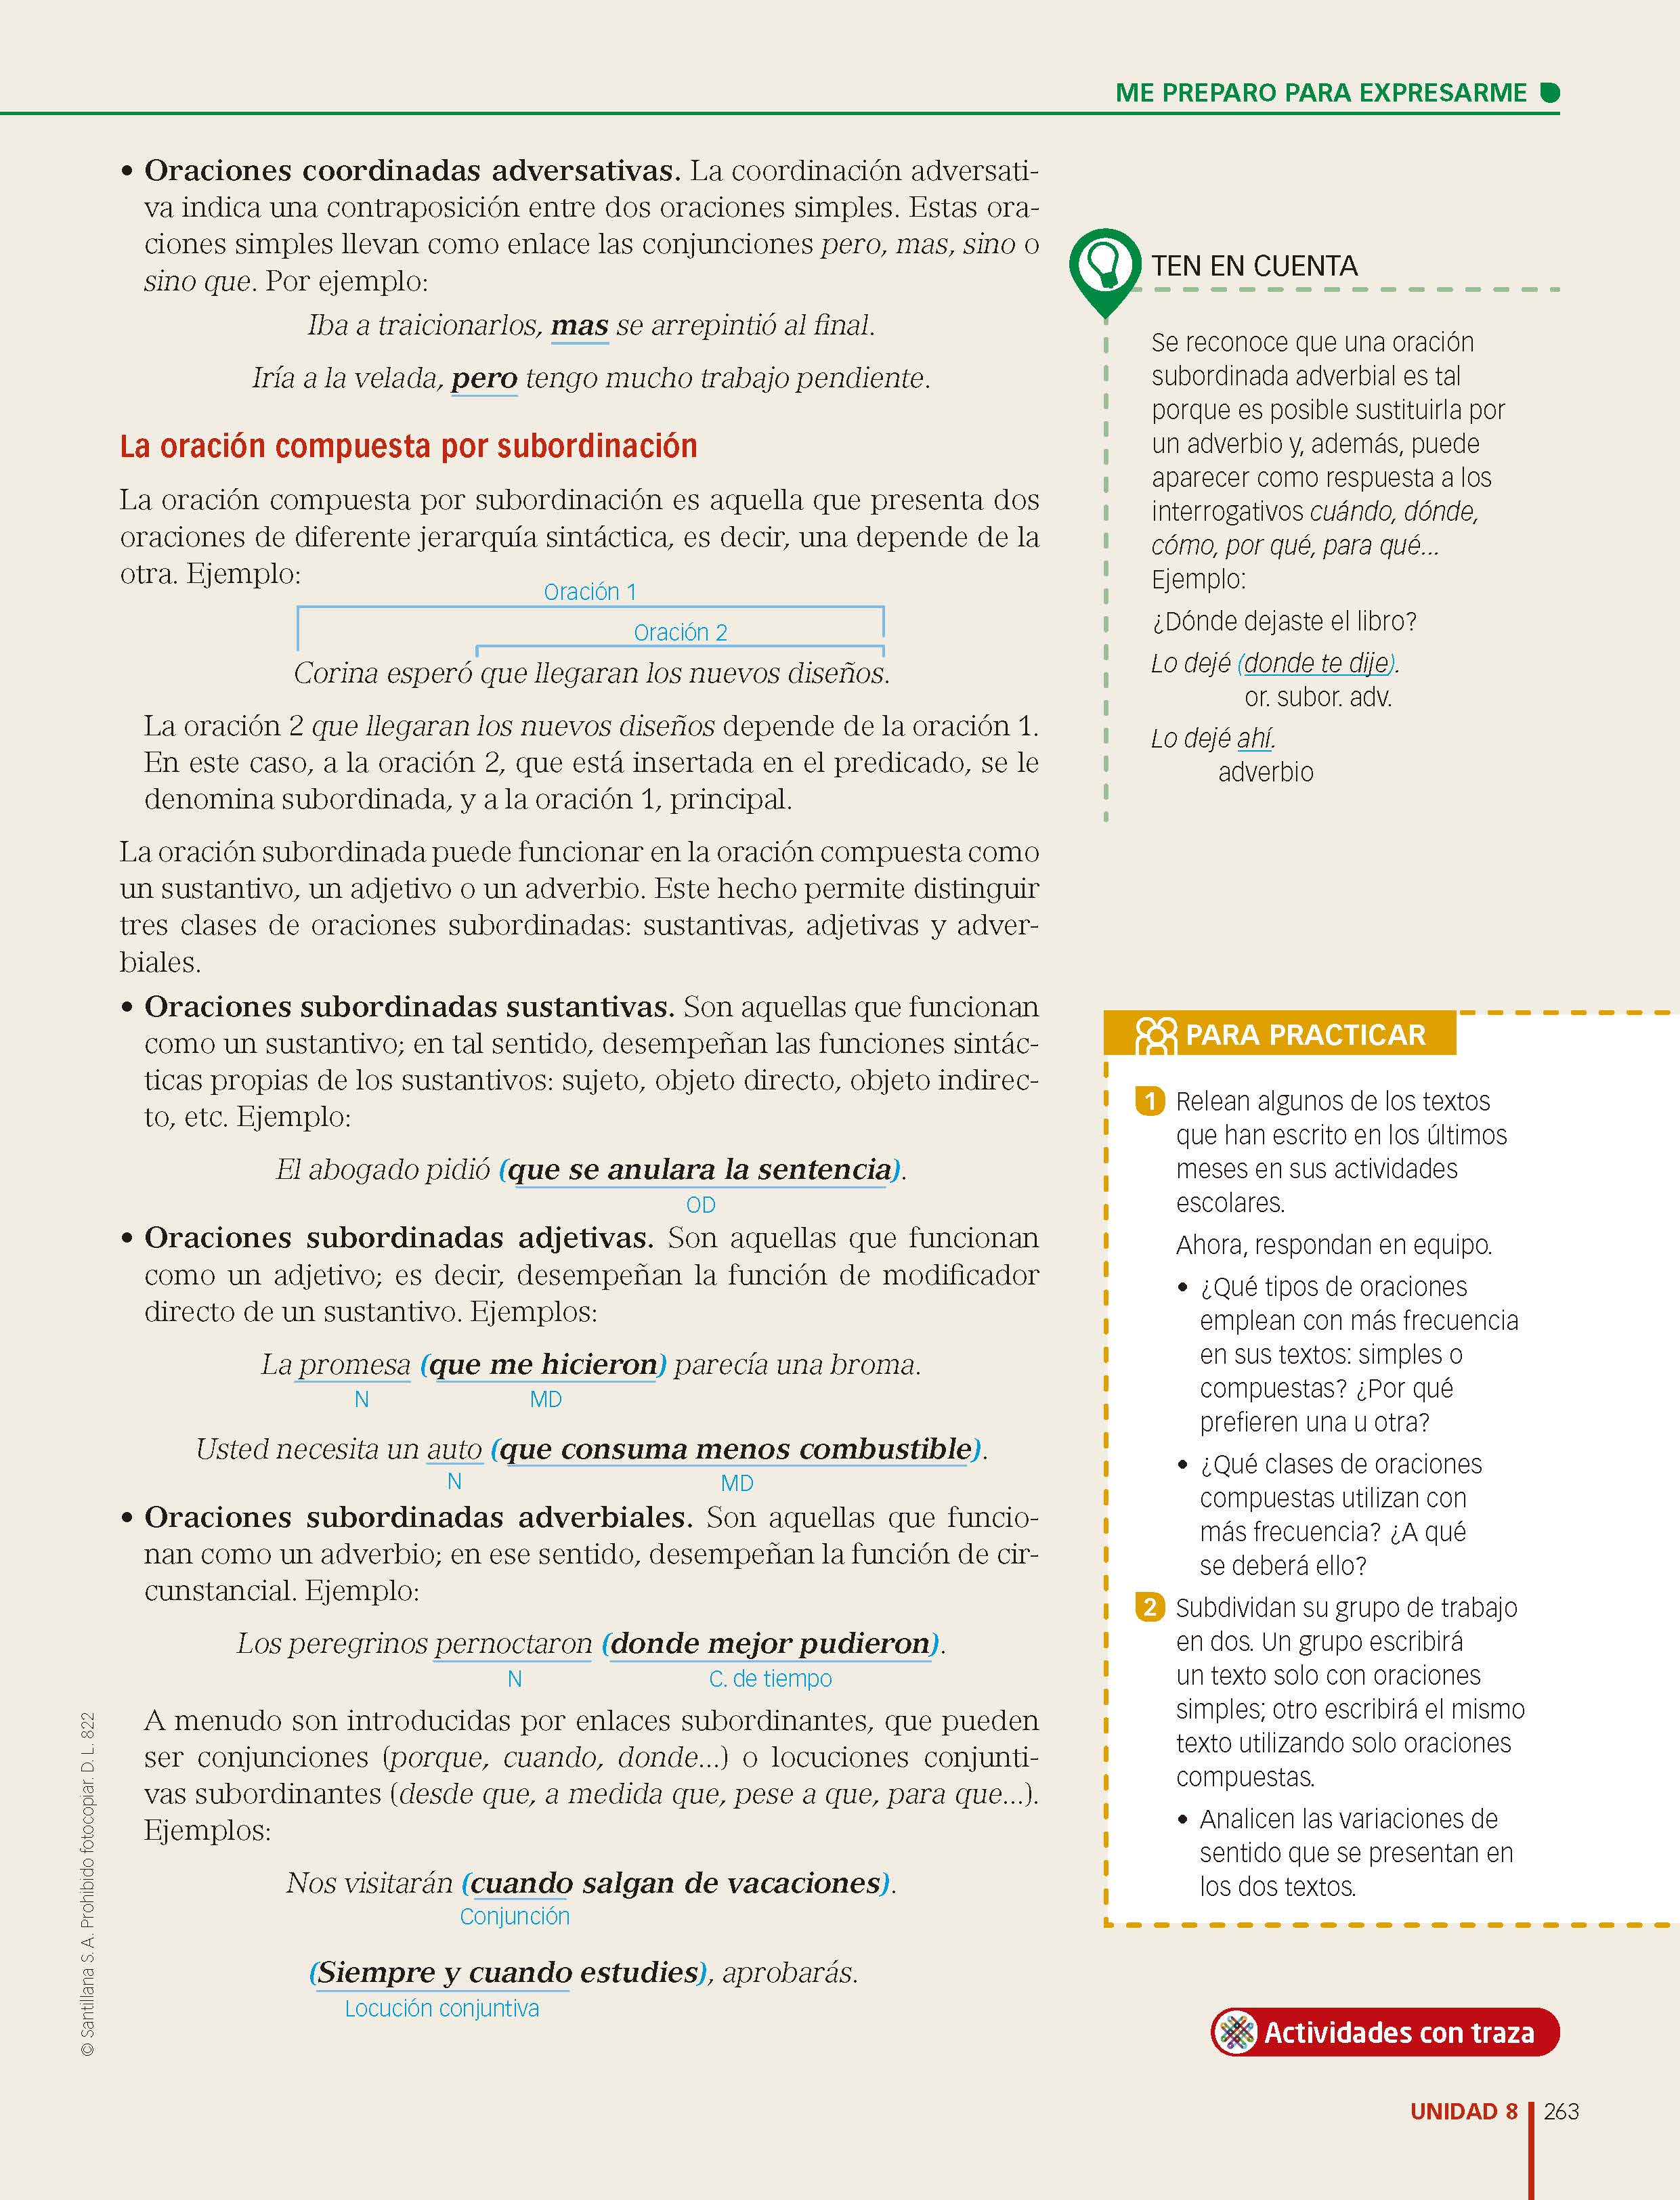 ME PREPARO PARA EXPRESARME
• Oraciones coordinadas adversativas. La coordinación adversati-
va indica una contraposición entre dos oraciones simples. Estas ora-
ciones simples llevan como enlace las conjunciones pero, mas, sino o
sino que. Por ejemplo:
Iba a traicionarlos, mas se arrepintió al final.
Iría a la velada, pero tengo mucho trabajo pendiente.
La oración compuesta por subordinación
La oración compuesta por subordinación es aquella que presenta dos
oraciones de diferente jerarquía sintáctica, es decir, una depende de la
otra. Ejemplo:
Oración 1
Oración 2
Corina esperó que llegaran los nuevos diseños.
La oración 2 que llegaran los nuevos diseños depende de la oración 1.
En este caso, a la oración 2, que está insertada en el predicado, se le
denomina subordinada, y a la oración 1, principal.
La oración subordinada puede funcionar en la oración compuesta como
un sustantivo, un adjetivo o un adverbio. Este hecho permite distinguir
tres clases de oraciones subordinadas: sustantivas, adjetivas y adver-
biales.
• Oraciones subordinadas sustantivas. Son aquellas que funcionan
como un sustantivo; en tal sentido, desempeñan las funciones sintác-
ticas propias de los sustantivos: sujeto, objeto directo, objeto indirec-
to, etc. Ejemplo:
El abogado pidió (que se anulara la sentencia).
OD
• Oraciones subordinadas adjetivas. Son aquellas que funcionan
como un adjetivo; es decir, desempeñan la función de modificador
directo de un sustantivo. Ejemplos:
La promesa (que me hicieron) parecía una broma.
N MD
Usted necesita un auto (que consuma menos combustible).
N MD
• Oraciones subordinadas adverbiales. Son aquellas que funcio-
nan como un adverbio; en ese sentido, desempeñan la función de cir-
cunstancial. Ejemplo:
Los peregrinos pernoctaron (donde mejor pudieron).
N C. de tiempo
A menudo son introducidas por enlaces subordinantes, que pueden
ser conjunciones (porque, cuando, donde...) o locuciones conjunti-
vas subordinantes (desde que, a medida que, pese a que, para que...).
Ejemplos:
Nos visitarán (cuando salgan de vacaciones).
Conjunción
(Siempre y cuando estudies), aprobarás.
Locución conjuntiva
TEN EN CUENTA
Se reconoce que una oración
subordinada adverbial es tal
porque es posible sustituirla por
un adverbio y, además, puede
aparecer como respuesta a los
interrogativos cuándo, dónde,
cómo, por qué, para qué...
Ejemplo:
¿Dónde dejaste el libro?
Lo dejé (donde te dije).
or. subor. adv.
Lo dejé ahí.
adverbio
PARA PRACTICAR
1 Relean algunos de los textos
que han escrito en los últimos
meses en sus actividades
escolares.
Ahora, respondan en equipo.
• ¿Qué tipos de oraciones
emplean con más frecuencia
en sus textos: simples o
compuestas? ¿Por qué
prefieren una u otra?
• ¿Qué clases de oraciones
compuestas utilizan con
más frecuencia? ¿A qué
se deberá ello?
2 Subdividan su grupo de trabajo
en dos. Un grupo escribirá
un texto solo con oraciones
simples; otro escribirá el mismo
texto utilizando solo oraciones
compuestas.
• Analicen las variaciones de
sentido que se presentan en
los dos textos.
Actividades con traza
© Santillana S. A. Prohibido fotocopiar. D. L. 822
UNIDAD 8 263